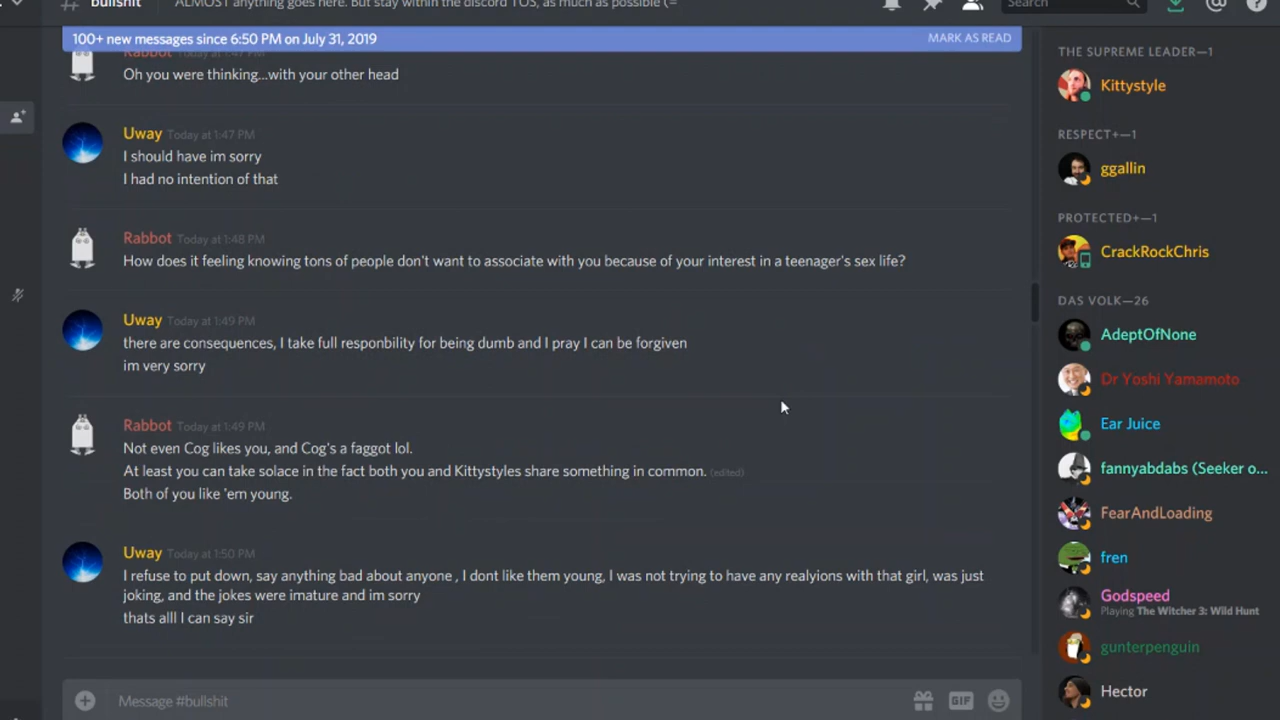 # bullshit
ALMOST anything goes here. But stay within the discord TOS, as much as possible (=
Search
100+ new messages since 6:50 PM on July 31, 2019
MARK AS READ
Rabbot Today at 1:47 PM
Oh you were thinking...with your other head
Uway Today at 1:47 PM
I should have im sorry
I had no intention of that
Rabbot Today at 1:48 PM
How does it feeling knowing tons of people don't want to associate with you because of your interest in a teenager's sex life?
Uway Today at 1:49 PM
there are consequences, I take full responbility for being dumb and I pray I can be forgiven
im very sorry
Rabbot Today at 1:49 PM
Not even Cog likes you, and Cog's a faggot lol.
At least you can take solace in the fact both you and Kittystyles share something in common. (edited)
Both of you like 'em young.
Uway Today at 1:50 PM
I refuse to put down, say anything bad about anyone , I dont like them young, I was not trying to have any realyions with that girl, was just
joking, and the jokes were imature and im sorry
thats alll I can say sir
Message #bullshit
GIF
THE SUPREME LEADER—1
Kittystyle
RESPECT+—1
ggallin
PROTECTED+—1
CrackRockChris
DAS VOLK—26
AdeptOfNone
Dr Yoshi Yamamoto
Ear Juice
fannyabdabs (Seeker o...
FearAndLoading
fren
Godspeed
Playing The Witcher 3: Wild Hunt
gunterpenguin
Hector